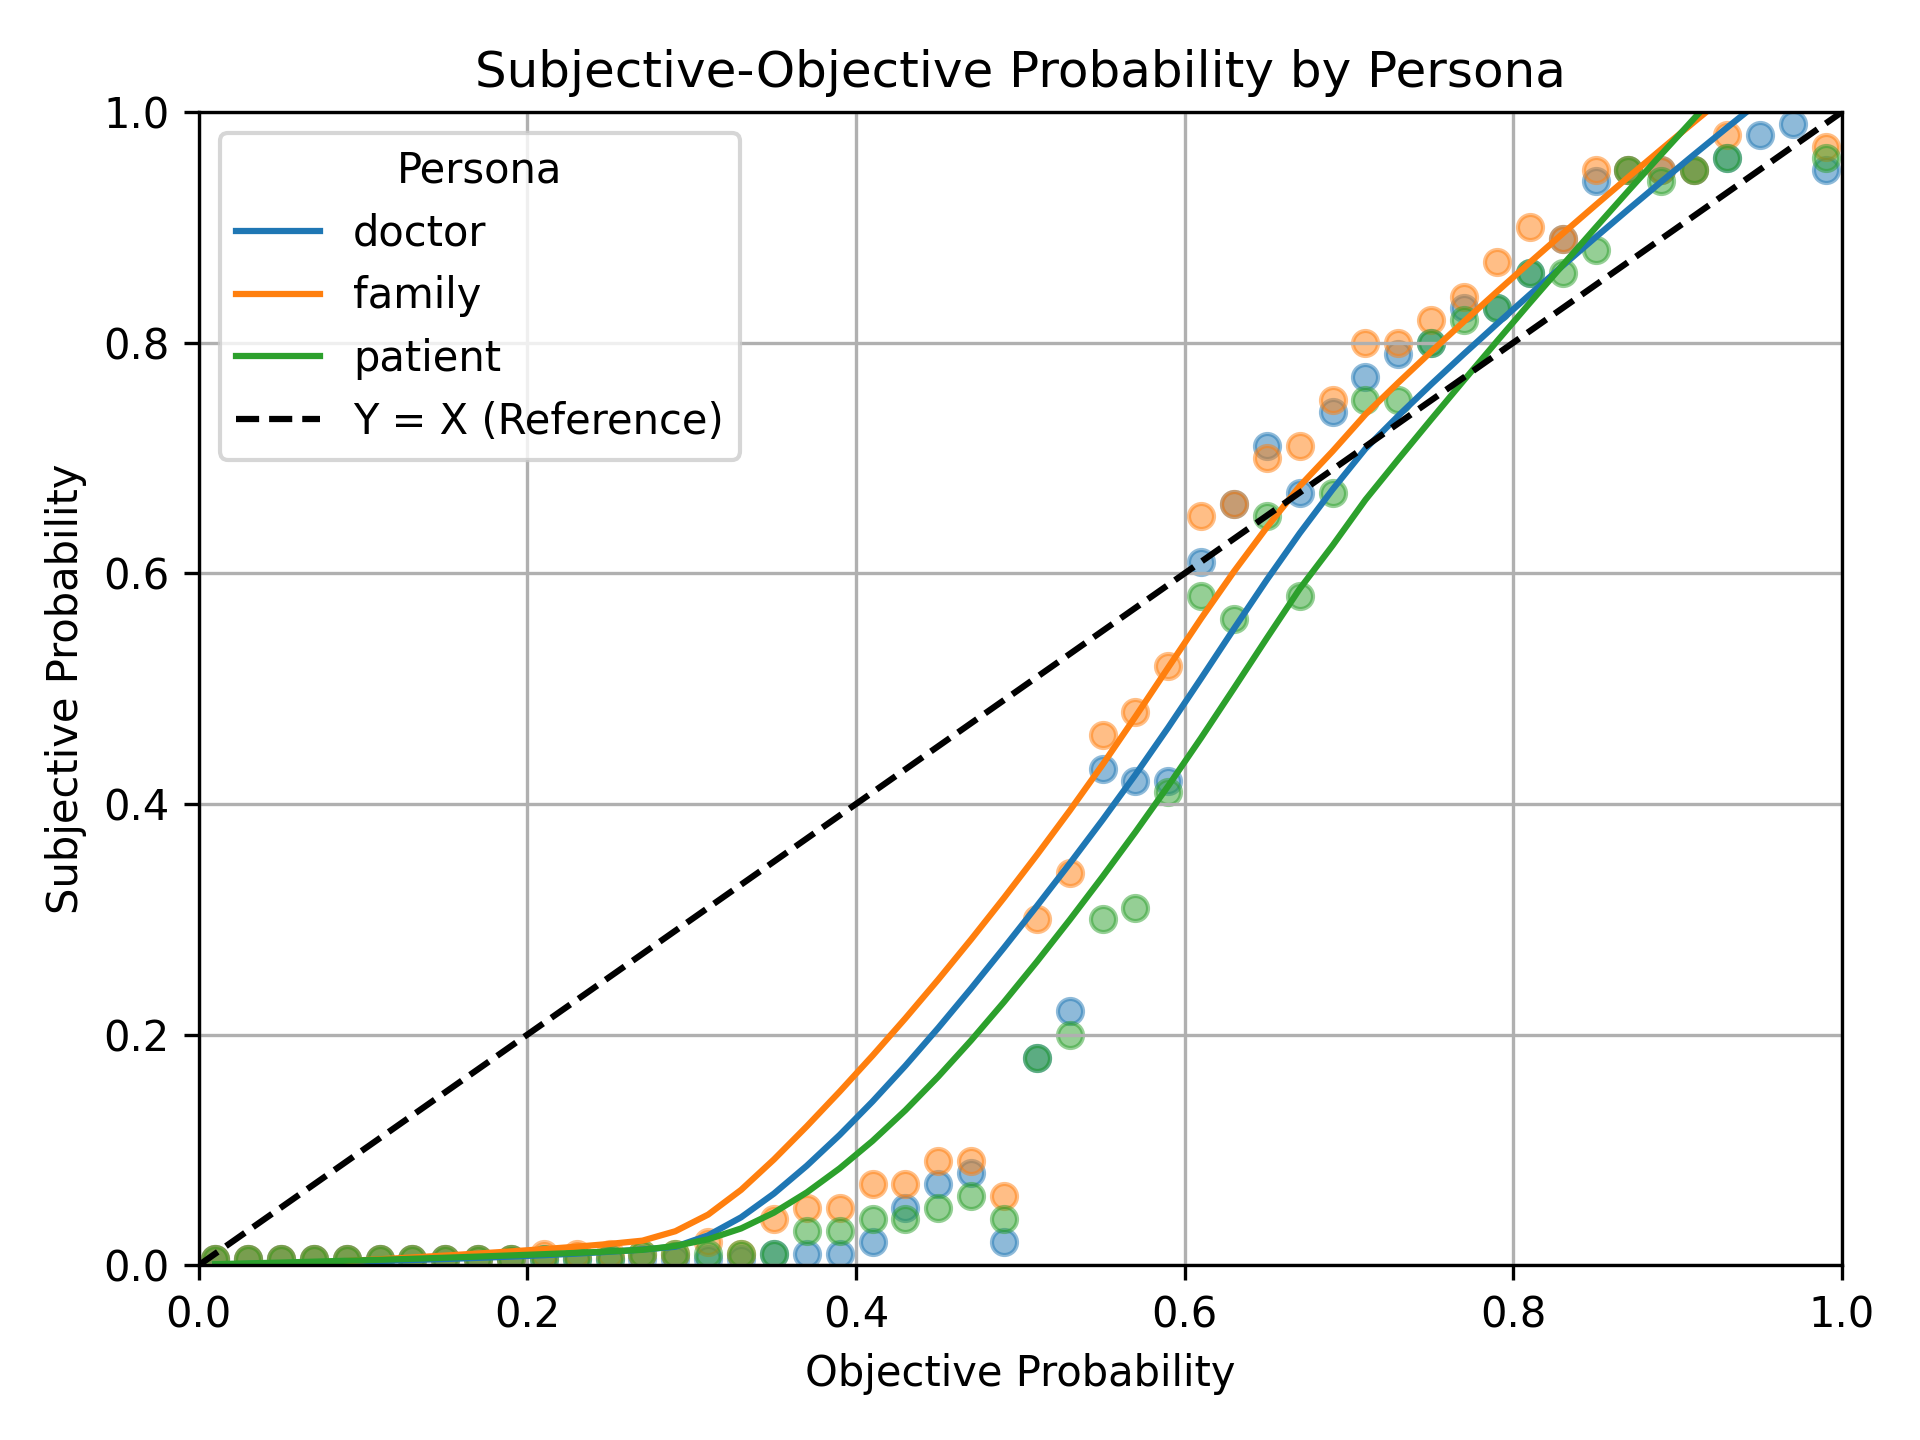 Subjective-Objective Probability by Persona
1.0
0.8
0.6
0.4
0.2
0.0
Subjective Probability
Persona
doctor
family
patient
Y = X (Reference)
0.0 0.2 0.4 0.6 0.8 1.0
Objective Probability